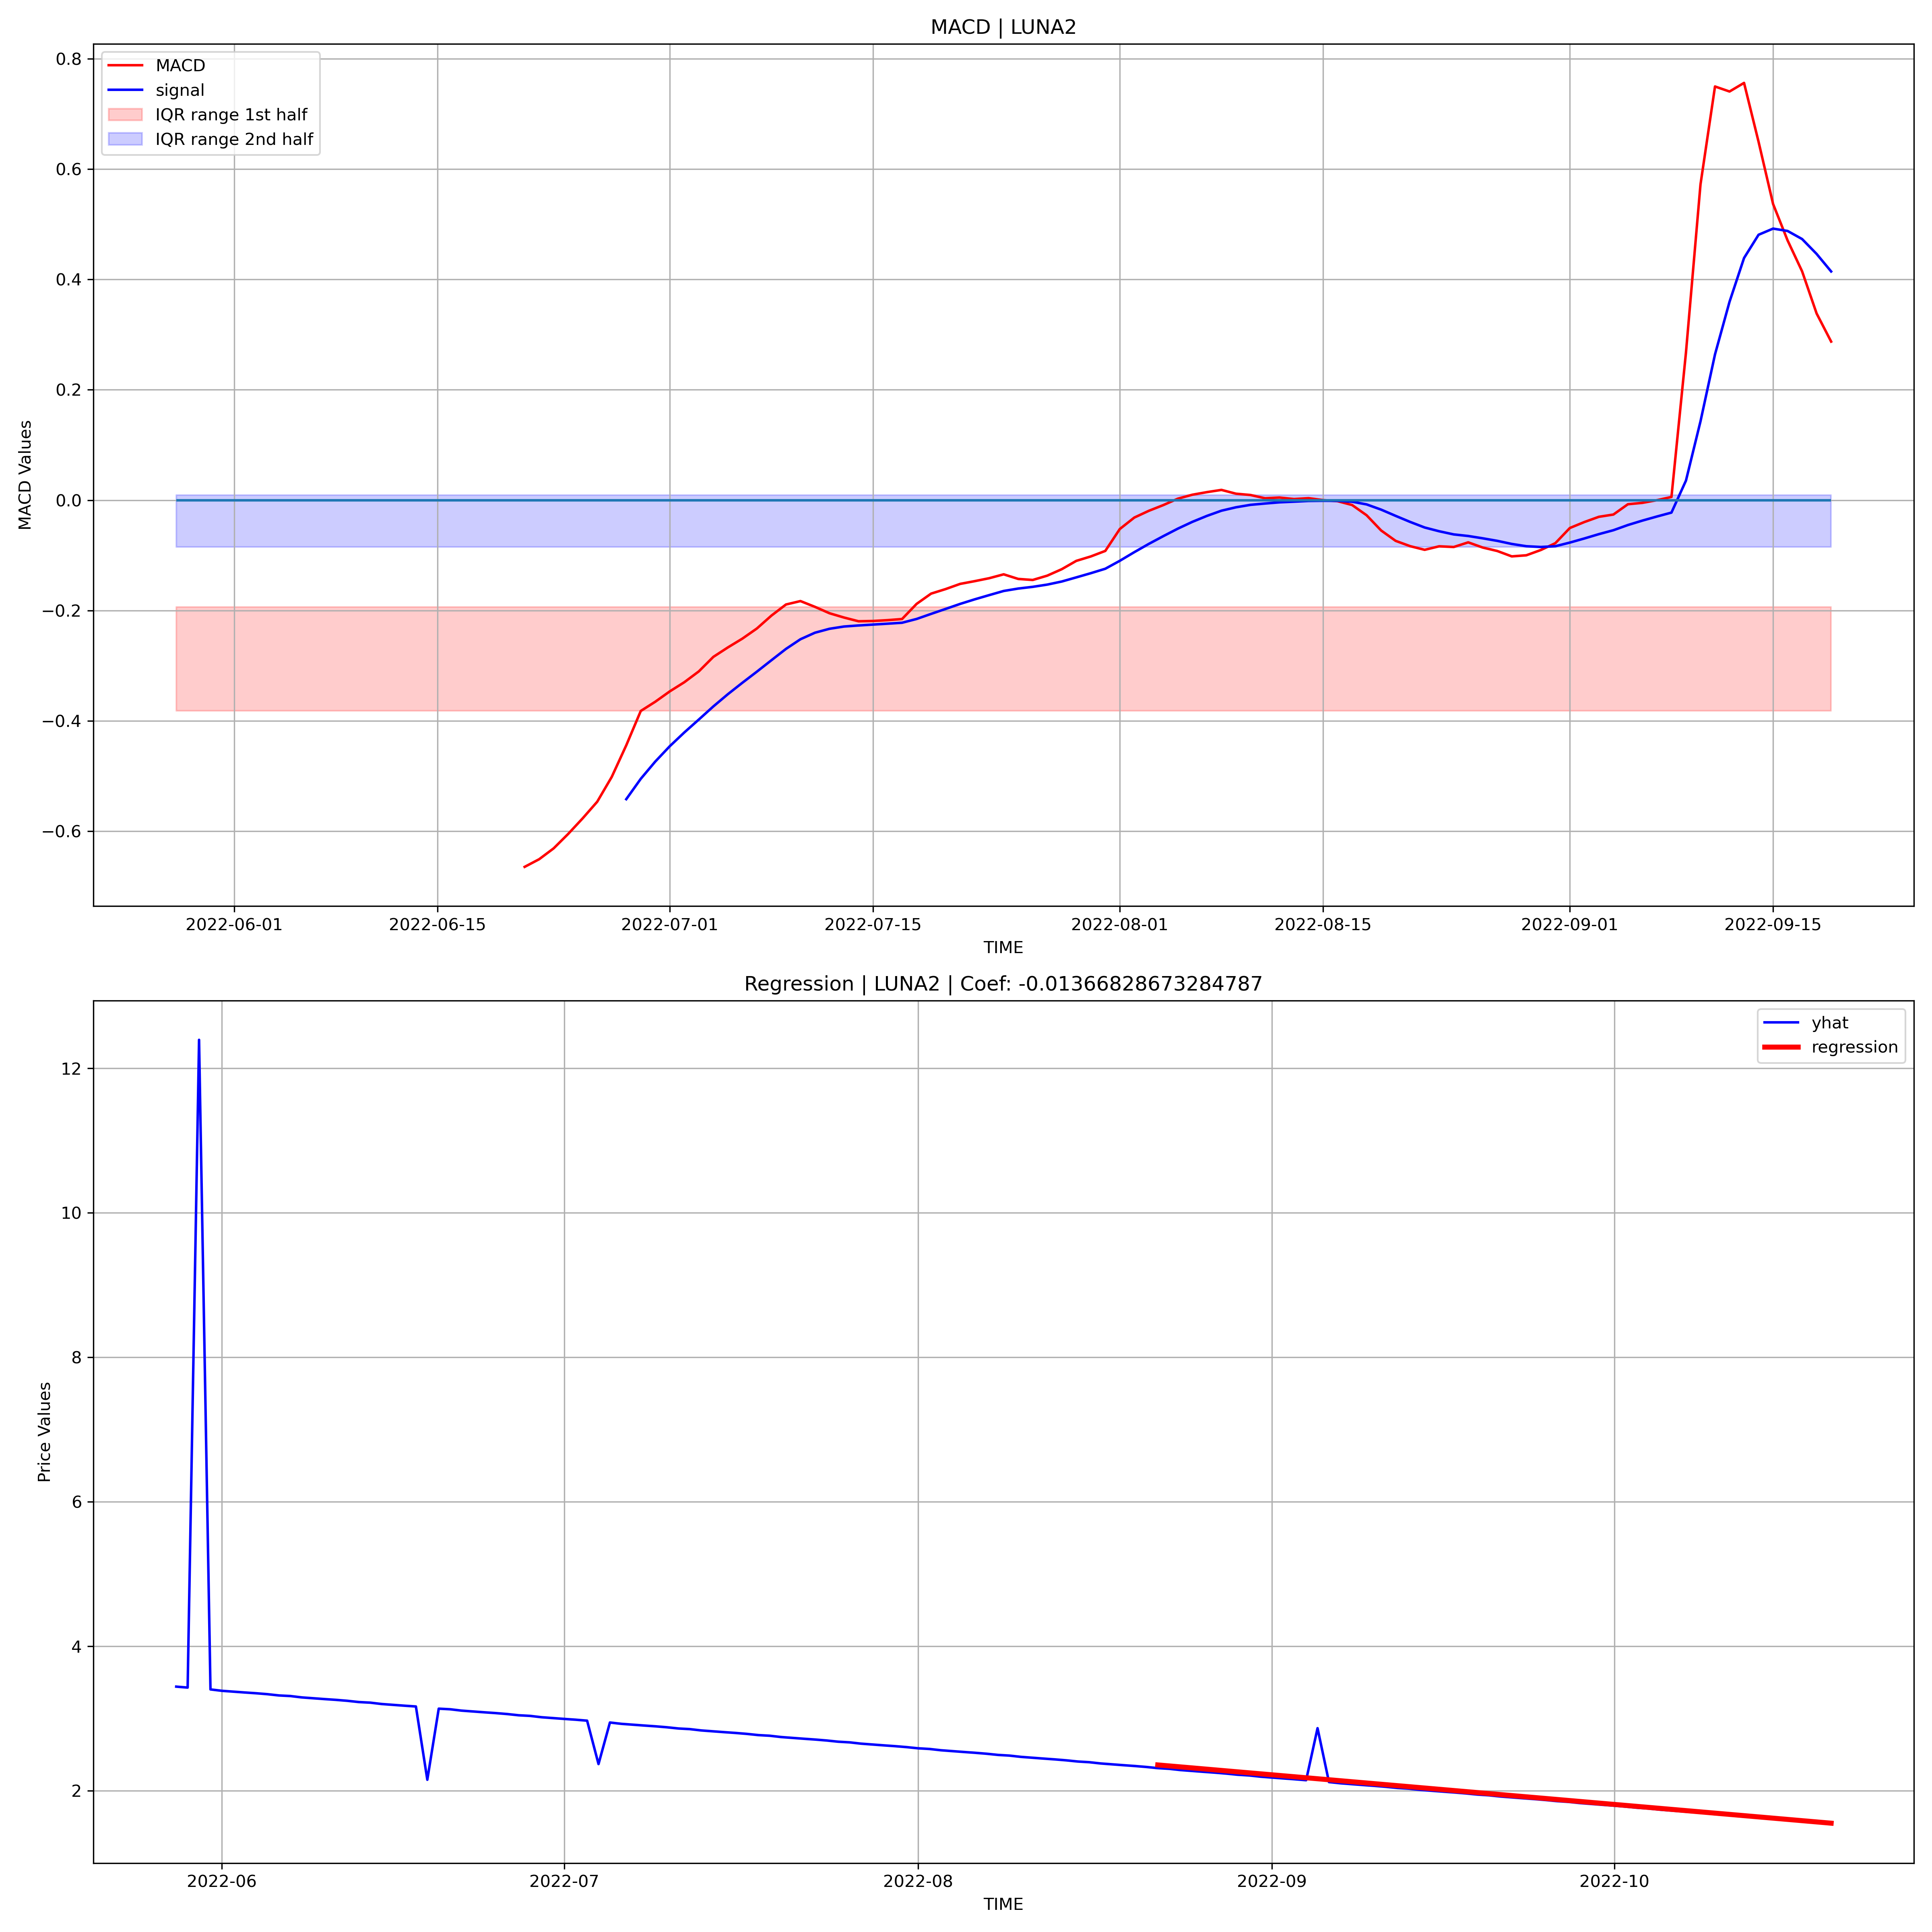 MACD | LUNA2
MACD
signal
IQR range 1st half
IQR range 2nd half
MACD Values
0.8
0.6
0.4
0.2
0.0
−0.2
−0.4
−0.6
2022-06-01 2022-06-15 2022-07-01 2022-07-15 2022-08-01 2022-08-15 2022-09-01 2022-09-15
TIME
Regression | LUNA2 | Coef: -0.01366828673284787
yhat
regression
Price Values
12
10
8
6
4
2
2022-06 2022-07 2022-08 2022-09 2022-10
TIME